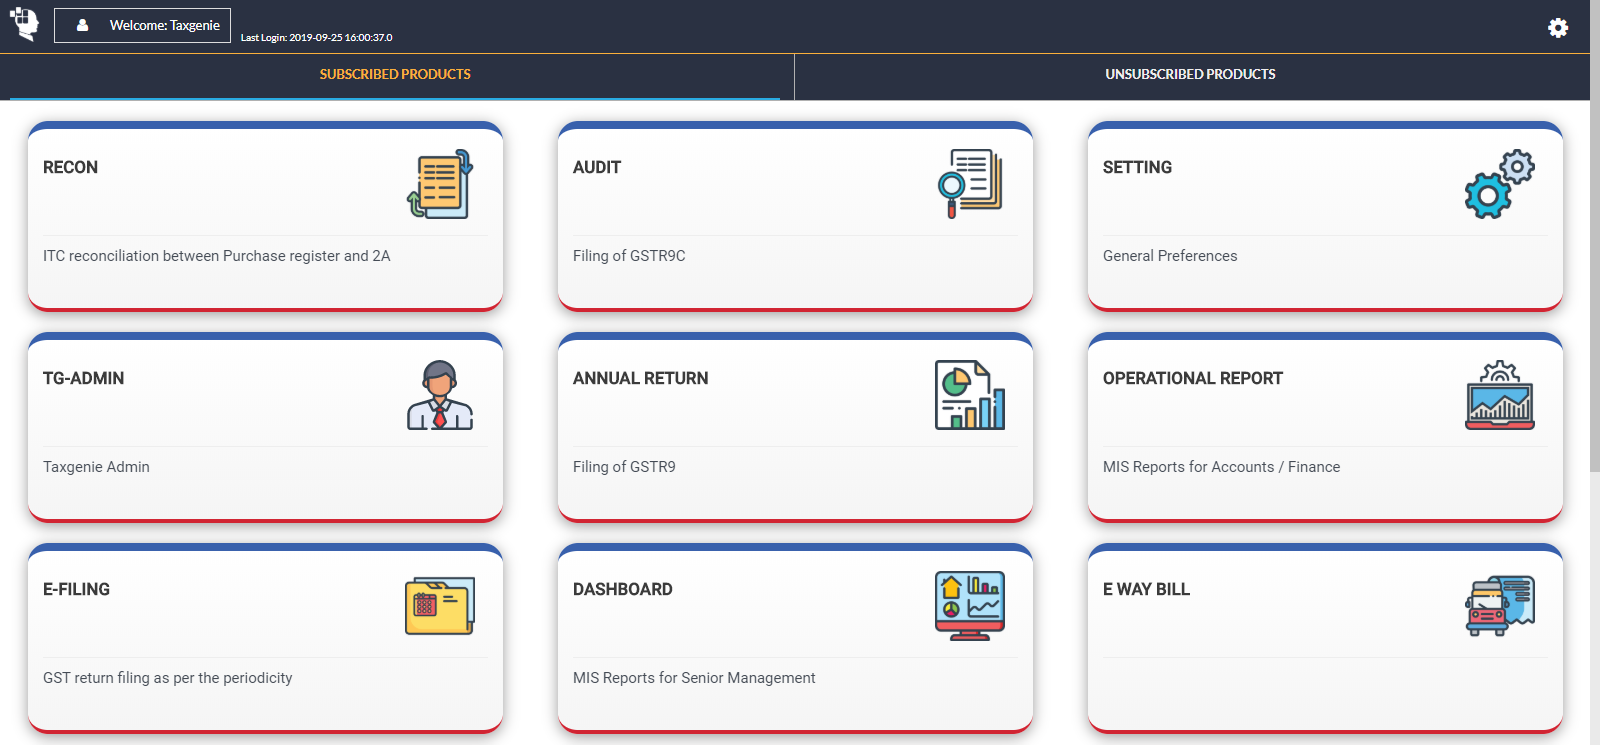 Welcome: Taxgenie
Last Login: 2019-09-25 16:00:37.0
SUBSCRIBED PRODUCTS
UNSUBSCRIBED PRODUCTS
RECON
ITC reconciliation between Purchase register and 2A
AUDIT
Filing of GSTR9C
SETTING
General Preferences
TG-ADMIN
Taxgenie Admin
ANNUAL RETURN
Filing of GSTR9
OPERATIONAL REPORT
MIS Reports for Accounts / Finance
E-FILING
GST return filing as per the periodicity
DASHBOARD
MIS Reports for Senior Management
E WAY BILL